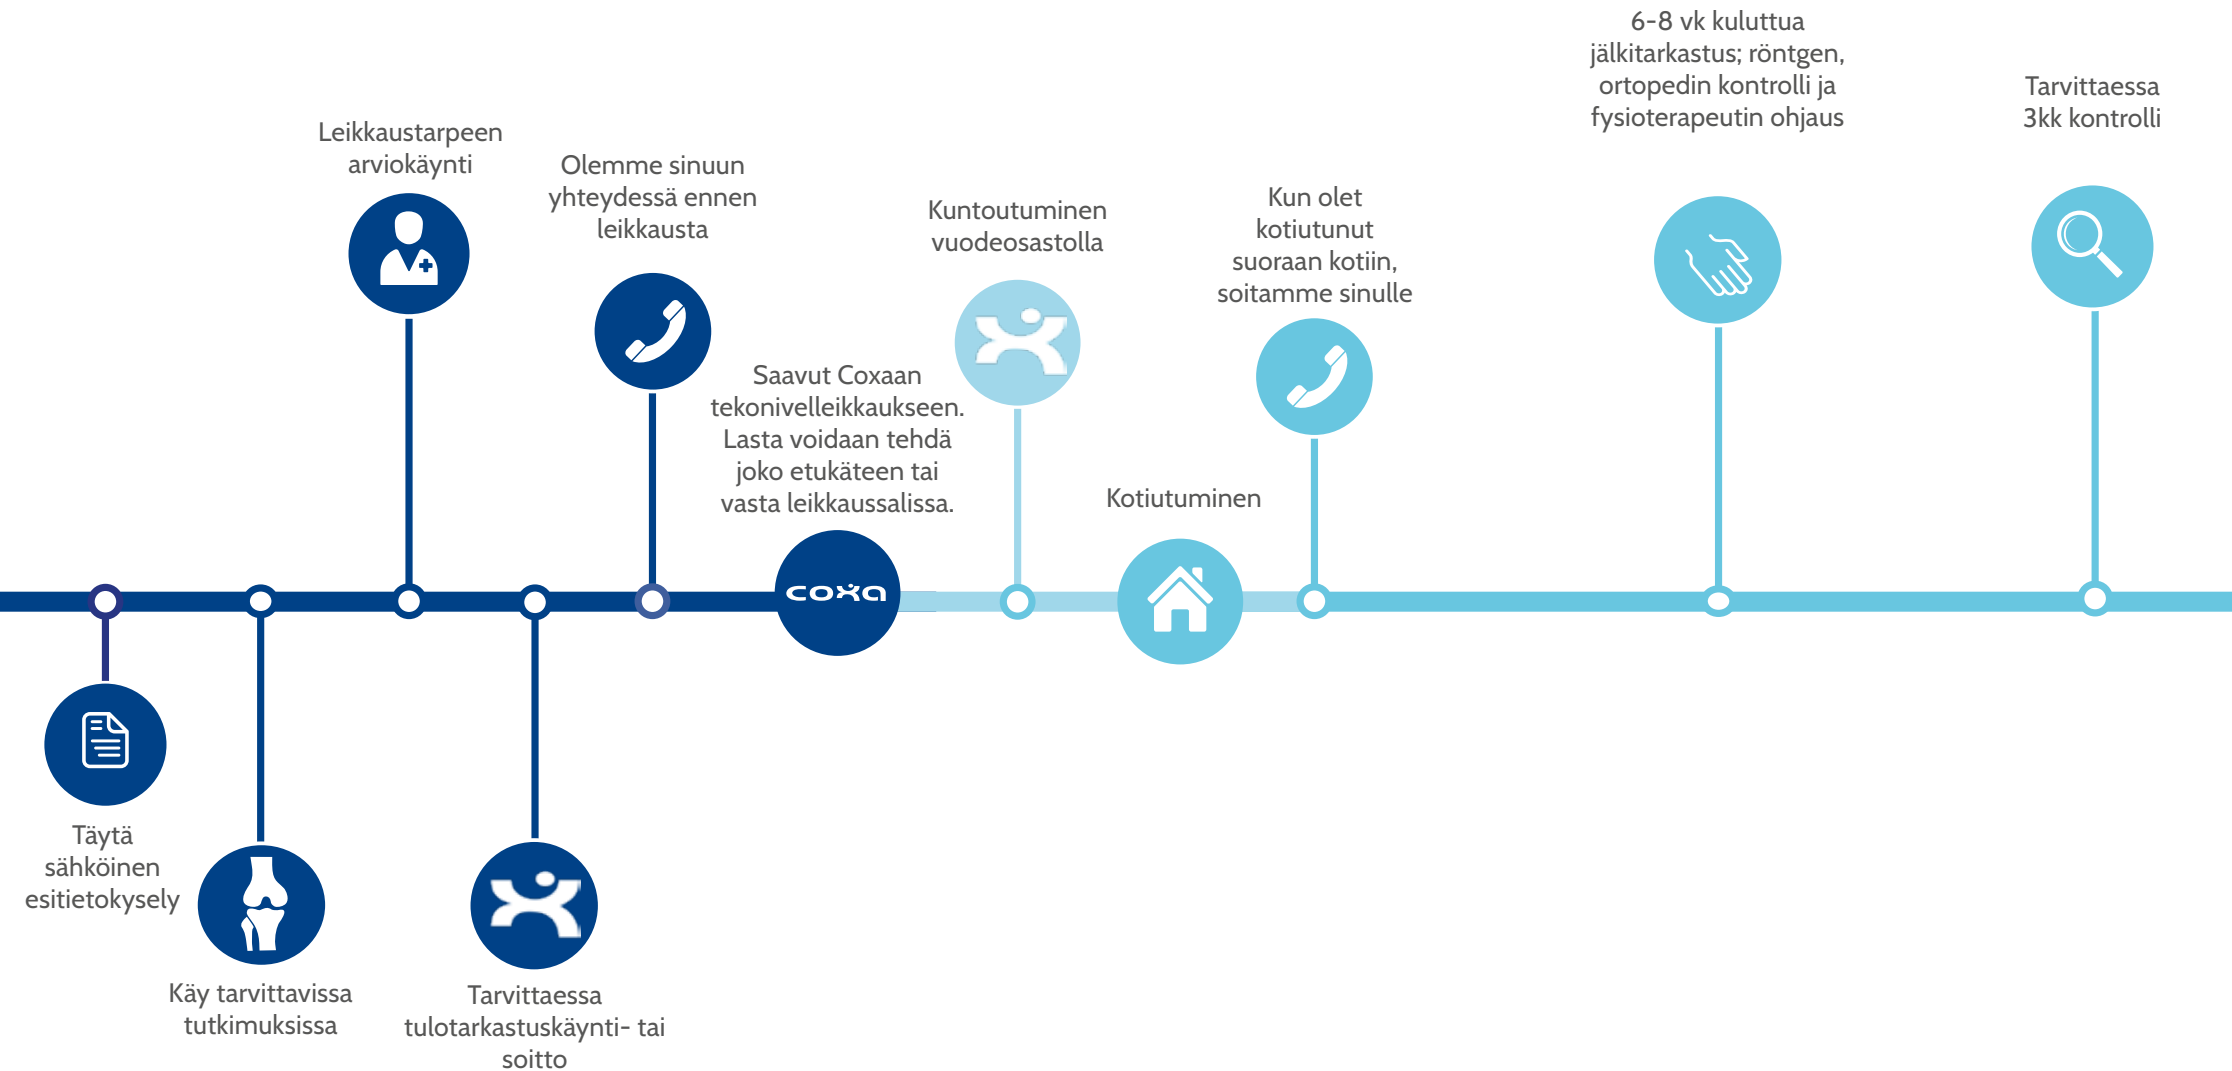 Täytä
sähköinen
esitietokysely
Käy tarvittavissa
tutkimuksissa
Leikkaustarpeen
arviokäynti
Tarvittaessa
tulotarkastuskäynti- tai
soitto
Olemme sinuun
yhteydessä ennen
leikkausta
Saavut Coxaan
tekonivelleikkaukseen.
Lasta voidaan tehdä
joko etukäteen tai
vasta leikkaussalissa.
coxa
Kuntoutuminen
vuodeosastolla
Kotiutuminen
Kun olet
kotiutunut
suoraan kotiin,
soitamme sinulle
6-8 vk kuluttua
jälkitarkastus; röntgen,
ortopedin kontrolli ja
fysioterapeutin ohjaus
Tarvittaessa
3kk kontrolli